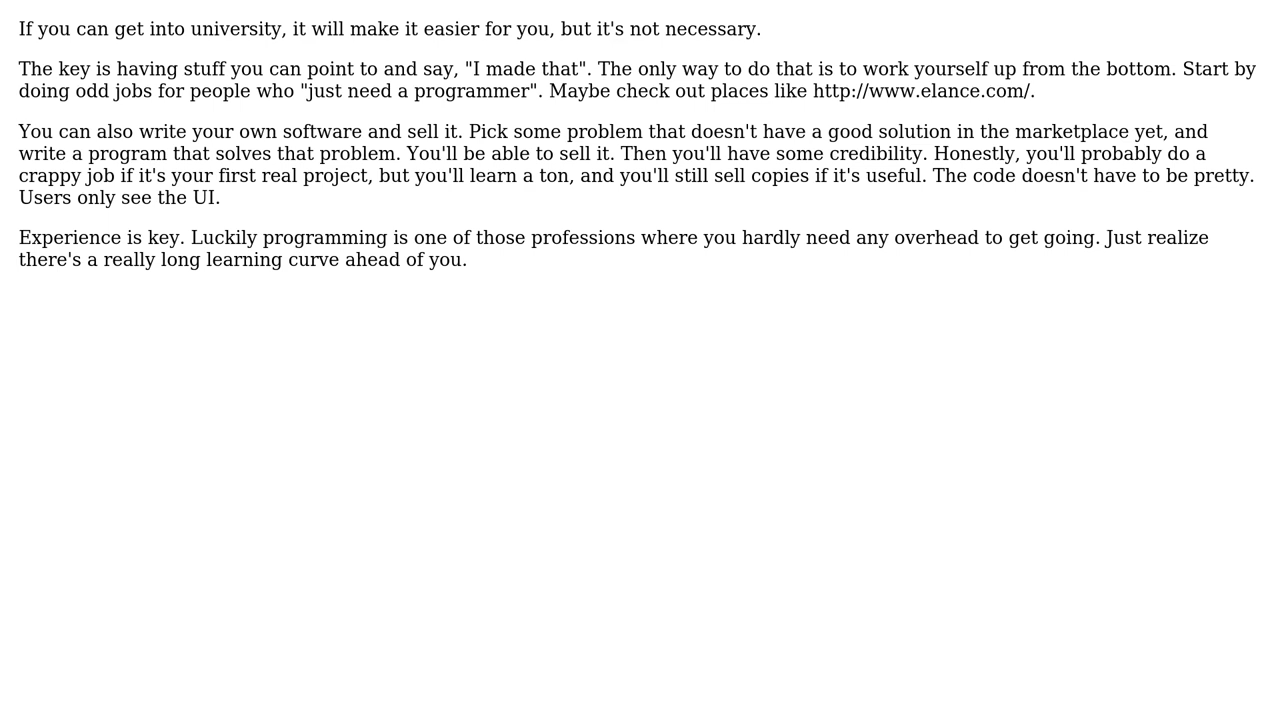 If you can get into university, it will make it easier for you, but it's not necessary.
The key is having stuff you can point to and say, "I made that". The only way to do that is to work yourself up from the bottom. Start by
doing odd jobs for people who "just need a programmer". Maybe check out places like http://www.elance.com/.
You can also write your own software and sell it. Pick some problem that doesn't have a good solution in the marketplace yet, and
write a program that solves that problem. You'll be able to sell it. Then you'll have some credibility. Honestly, you'll probably do a
crappy job if it's your first real project, but you'll learn a ton, and you'll still sell copies if it's useful. The code doesn't have to be pretty.
Users only see the UI.
Experience is key. Luckily programming is one of those professions where you hardly need any overhead to get going. Just realize
there's a really long learning curve ahead of you.